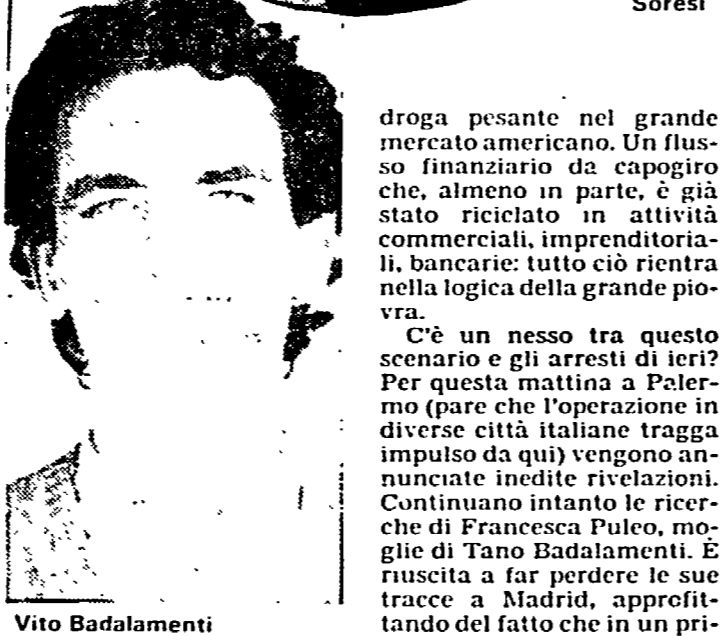 Soresi
droga pesante nel grande
mercato americano. Un flus-
so finanziario da capogiro
che, almeno in parte, è già
stato riciclato in attività
commerciali, imprenditoria-
li, bancarie: tutto ciò rientra
nella logica della grande pio-
vra.
C'è un nesso tra questo
scenario e gli arresti di ieri?
Per questa mattina a Paler-
mo (pare che l'operazione in
diverse città italiane tragga
impulso da qui) vengono an-
nunciate inedite rivelazioni.
Continuano intanto le ricer-
che di Francesca Puleo, mo-
glie di Tano Badalamenti. È
riuscita a far perdere le sue
tracce a Madrid, approfit-
tando del fatto che in un pri-
Vito Badalamenti